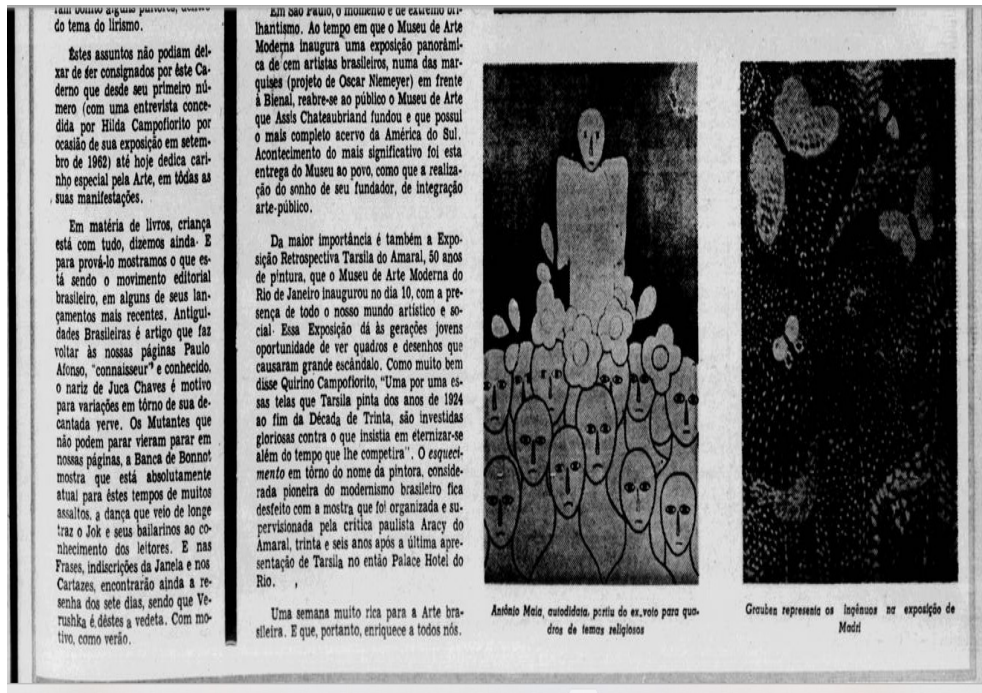 do tema do lirismo.
Êstes assuntos não podiam dei-
xar de ser consignados por êste Ca-
derno que desde seu primeiro nú-
mero (com uma entrevista conce-
dida por Hilda Campofiorito por
ocasião de sua exposição em setem-
bro de 1962) até hoje dedica cari-
nho especial pela Arte, em tôdas as
suas manifestações.
Em matéria de livros, criança
está com tudo, dizemos ainda. E
para prová-lo mostramos o que es-
tá sendo o movimento editorial
brasileiro, em alguns de seus lan-
çamentos mais recentes. Antigui-
dades Brasileiras é artigo que faz
voltar às nossas páginas Paulo
Afonso, "connaisseur" e conhecido,
o nariz de Juca Chaves é motivo
para variações em tôrno de sua de-
cantada verve. Os Mutantes que
não podem parar vieram parar em
nossas páginas, a Banca de Bonnot
mostra que está absolutamente
atual para êstes tempos de muitos
assaltos, a dança que veio de longe
traz o Jok e seus bailarinos ao co-
nhecimento dos leitores. E nas
Frases, indiscrições da Janela e nos
Cartazes, encontrarão ainda a re-
senha dos sete dias, sendo que Ve-
rushka é déstes a vedeta. Com mo-
tivo, como verão.
Em São Paulo, o momento é de extremo bri-
lhantismo. Ao tempo em que o Museu de Arte
Moderna inaugura uma exposição panorâmi-
ca de cem artistas brasileiros, numa das mar-
quises (projeto de Oscar Niemeyer) em frente
à Bienal, reabre-se ao público o Museu de Arte
que Assis Chateaubriand fundou e que possui
o mais completo acervo da América do Sul.
Acontecimento do mais significativo foi esta
entrega do Museu ao povo, como que a realiza-
ção do sonho de seu fundador, de integração
arte-público.
Da maior importância é também a Expo-
sição Retrospectiva Tarsila do Amaral, 50 anos
de pintura, que o Museu de Arte Moderna do
Rio de Janeiro inaugurou no dia 10, com a pre-
sença de todo o nosso mundo artístico e so-
cial. Essa Exposição dá às gerações jovens
oportunidade de ver quadros e desenhos que
causaram grande escândalo. Como muito bem
disse Quirino Campofiorito, "Uma por uma es-
sas telas que Tarsila pinta dos anos de 1924
ao fim da Década de Trinta, são investidas
gloriosas contra o que insistia em eternizar-se
além do tempo que lhe competira". O esqueci-
mento em tôrno do nome da pintora, conside-
rada pioneira do modernismo brasileiro fica
desfeito com a mostra que foi organizada e su-
pervisionada pela crítica paulista Aracy do
Amaral, trinta e seis anos após a última apre-
sentação de Tarsila no então Palace Hotel do
Rio.
Uma semana muito rica para a Arte bra-
sileira. E que, portanto, enriquece a todos nós.
Antônio Maia, autodidata, partiu do ex-voto para qua-
dros de temas religiosos
Grauben representa os ingênuos na exposição de
Madri